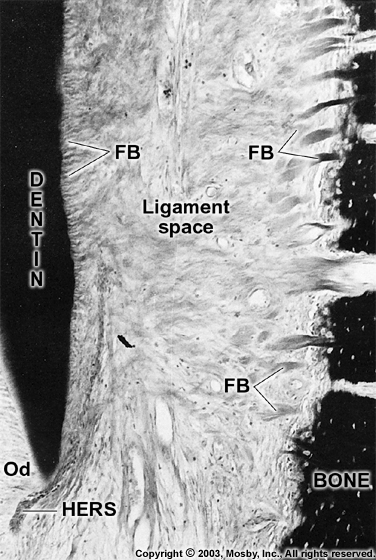 FB
FB
DENTIN
Ligament
space
FB
Od
BONE
HERS
Copyright © 2003, Mosby, Inc., All rights reserved.